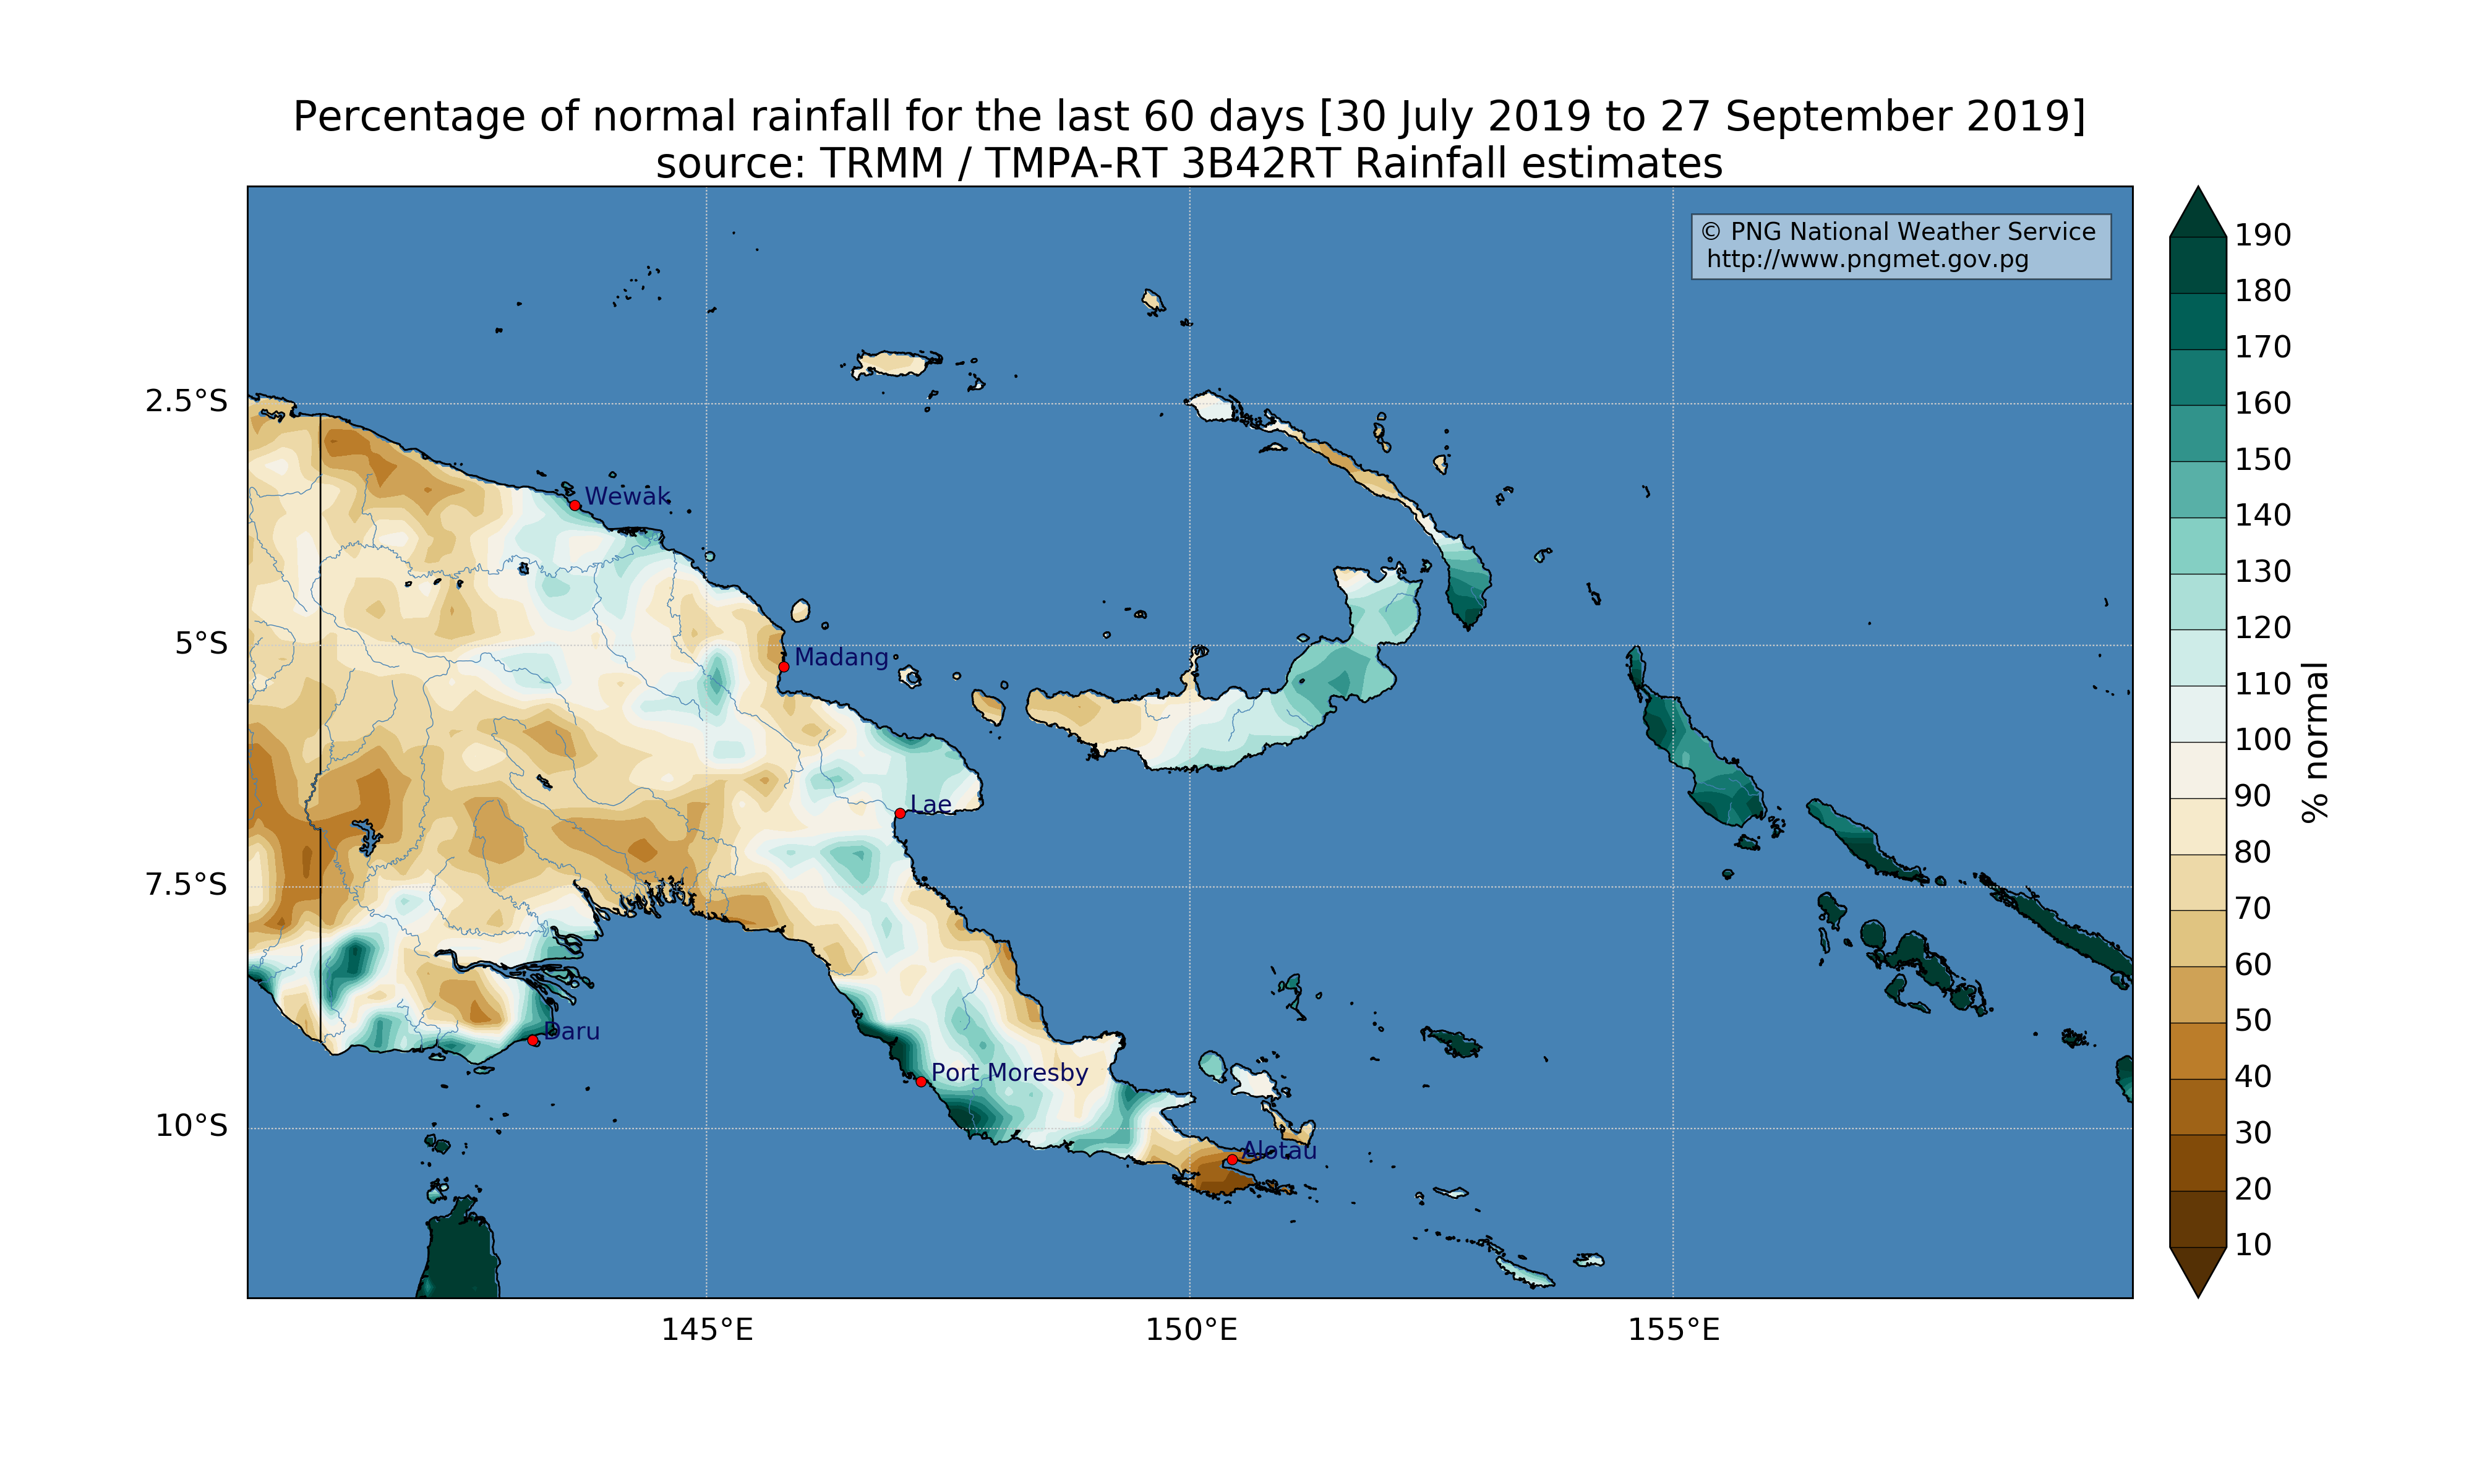 Percentage of normal rainfall for the last 60 days [30 July 2019 to 27 September 2019]
source: TRMM / TMPA-RT 3B42RT Rainfall estimates
© PNG National Weather Service
http://www.pngmet.gov.pg
2.5°S
5°S
7.5°S
10°S
Wewak
Madang
Lae
Daru
Port Moresby
Alotau
145°E
150°E
155°E
190
180
170
160
150
140
130
120
110
100
90
80
70
60
50
40
30
20
10
% normal